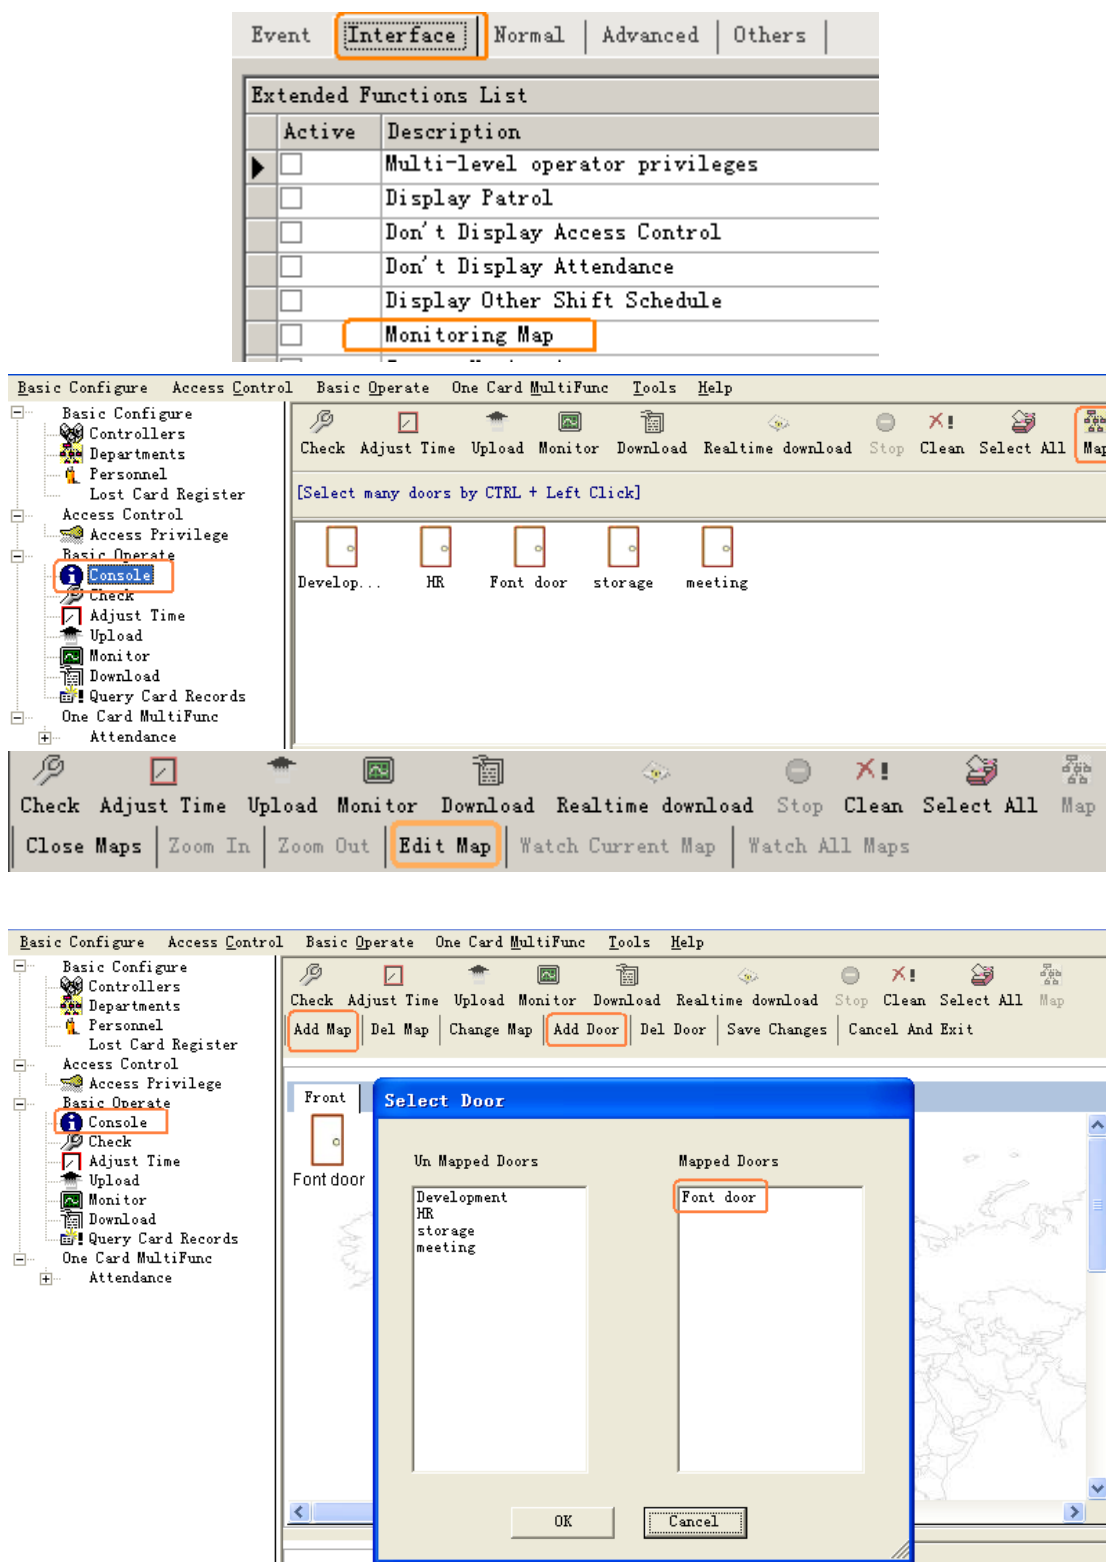 Event Interface Normal Advanced Others
Extended Functions List
Active Description
Multi-level operator privileges
Display Patrol
Don't Display Access Control
Don't Display Attendance
Display Other Shift Schedule
Monitoring Map
Basic Configure Access Control Basic Operate One Card MultiFunc Tools Help
Basic Configure
Controllers
Departments
Personnel
Lost Card Register
Access Control
Access Privilege
Basic Operate
Console
Check
Adjust Time
Upload
Monitor
Download
Query Card Records
One Card MultiFunc
Attendance
Check Adjust Time Upload Monitor Download Realtime download Stop Clean Select All Map
[Select many doors by CTRL + Left Click]
Develop... HR Font door storage meeting
Check Adjust Time Upload Monitor Download Realtime download Stop Clean Select All Map
Close Maps Zoom In Zoom Out Edit Map Watch Current Map Watch All Maps
Basic Configure Access Control Basic Operate One Card MultiFunc Tools Help
Basic Configure
Controllers
Departments
Personnel
Lost Card Register
Access Control
Access Privilege
Basic Operate
Console
Check
Adjust Time
Upload
Monitor
Download
Query Card Records
One Card MultiFunc
Attendance
Check Adjust Time Upload Monitor Download Realtime download Stop Clean Select All Map
Add Map Del Map Change Map Add Door Del Door Save Changes Cancel And Exit
Front
Font door
Select Door
Un Mapped Doors Mapped Doors
Development
HR
storage
meeting
Font door
OK Cancel